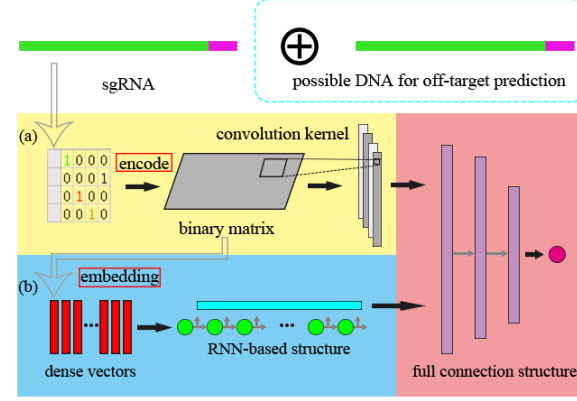 sgRNA
possible DNA for off-target prediction
(a)
convolution kernel
1 0 0 0
0 0 0 1
0 1 0 0
0 0 1 0
encode
binary matrix
embedding
(b)
...
...
dense vectors
RNN-based structure
full connection structure